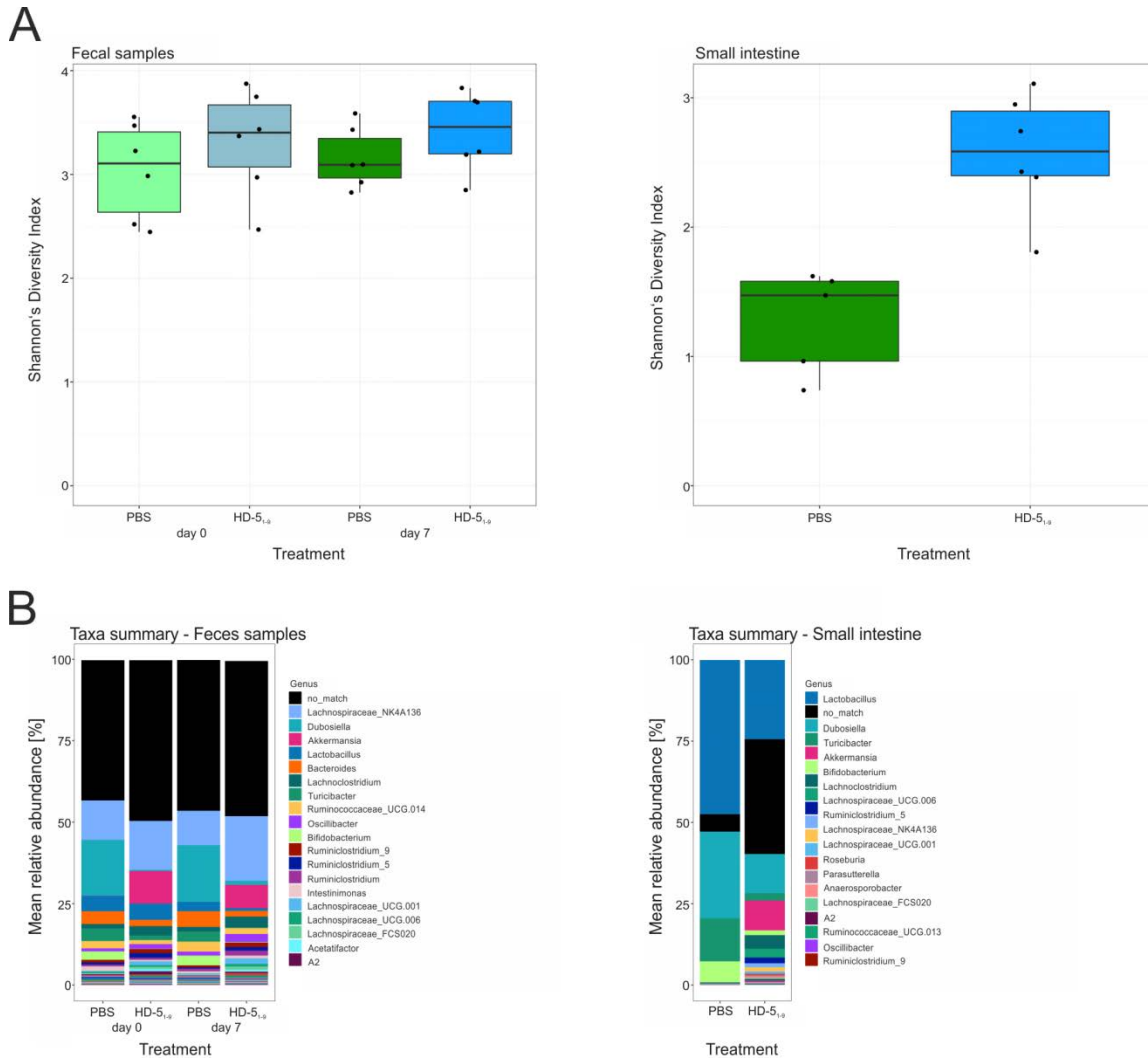 A
Fecal samples
4
3
2
1
0
Shannon's Diversity Index
PBS
HD-5₁₋₉
PBS
HD-5₁₋₉
day 0
day 7
Treatment
Small intestine
3
2
1
0
Shannon's Diversity Index
PBS
HD-5₁₋₉
Treatment
B
Taxa summary - Feces samples
100
75
50
25
0
Mean relative abundance [%]
PBS
HD-5₁₋₉
PBS
HD-5₁₋₉
day 0
day 7
Treatment
Genus
no_match
Lachnospiraceae_NK4A136
Dubosiella
Akkermansia
Lactobacillus
Bacteroides
Lachnoclostridium
Turicibacter
Ruminococcaceae_UCG.014
Oscillibacter
Bifidobacterium
Ruminiclostridium_9
Ruminiclostridium_5
Ruminiclostridium
Intestinimonas
Lachnospiraceae_UCG.001
Lachnospiraceae_UCG.006
Lachnospiraceae_FCS020
Acetatifactor
A2
Taxa summary - Small intestine
100
75
50
25
0
Mean relative abundance [%]
PBS
HD-5₁₋₉
Treatment
Genus
Lactobacillus
no_match
Dubosiella
Turicibacter
Akkermansia
Bifidobacterium
Lachnoclostridium
Lachnospiraceae_UCG.006
Ruminiclostridium_5
Lachnospiraceae_NK4A136
Lachnospiraceae_UCG.001
Roseburia
Parasutterella
Anaerosporobacter
Lachnospiraceae_FCS020
A2
Ruminococcaceae_UCG.013
Oscillibacter
Ruminiclostridium_9